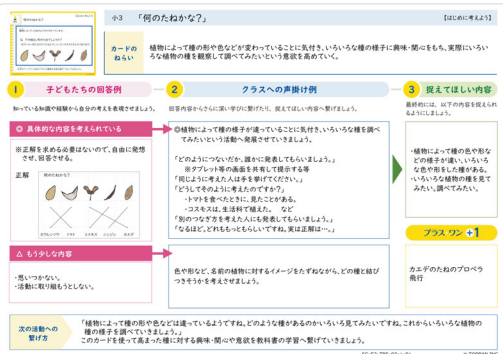 小3 「何のたねかな?」 【はじめに考えよう】
カードの
ねらい
植物によって種の形や色などが変わっていることに気付き、いろいろな種の様子に興味・関心をもち、実際にいろい
ろな種の植物を観察して調べてみたいという意欲を高めていく。
1 子どもたちの回答例
知っている知識や経験から自分の考えを表現させましょう。
◎ 具体的な内容を考えられている
※正解を求める必要はないので、自由に発想
させ、回答させる。
正解
何のたねかな?
ホウセンカ トマト コスモス ニンジン カエデ
△ もう少しな内容
・思いつかない。
・活動に取り組もうとしない。
2 クラスへの声掛け例
回答内容からさらに深い学びに繋げたり、捉えてほしい内容へ繋げましょう。
◎植物によって種の様子が違っていることに気付き、いろいろな種を調べ
てみたいという活動へ発展させていきましょう。
「どのようにつないだか。誰かに発表してもらいましょう。」
※タブレット等の画面を共有して提示する等
「同じように考えた人は手を挙げてください。」
「どうしてそのように考えたのですか?」
・トマトを食べたときに、見たことがある。
・コスモスは、生活科で植えた。 など
「別のつなぎ方を考えた人にも発表してもらいましょう。」
「なるほど。どれももっともらしいですね。実は正解は…。」
色や形など、名前の植物に対するイメージをたずねながら、どの種と結び
つきそうかを考えさせましょう。
3 捉えてほしい内容
最終的には、以下の内容を捉えられ
るようにしましょう。
・植物によって種の色や形な
どの様子が違い、いろいろ
な色や形をした種がある。
・いろいろな植物の種を見て
みたい。調べてみたい。
プラス ワン +1
カエデのたねのプロペラ
飛行
次の活動への
繋げ方
「植物によって種の形や色などは違っているようですね。どのような種があるのかいろいろ見てみたいですね。これからいろいろな植物の
種の様子を調べていきましょう。」
このカードを使って高まった種に対する興味・関心や意欲を教科書の学習へ繋げていきましょう。